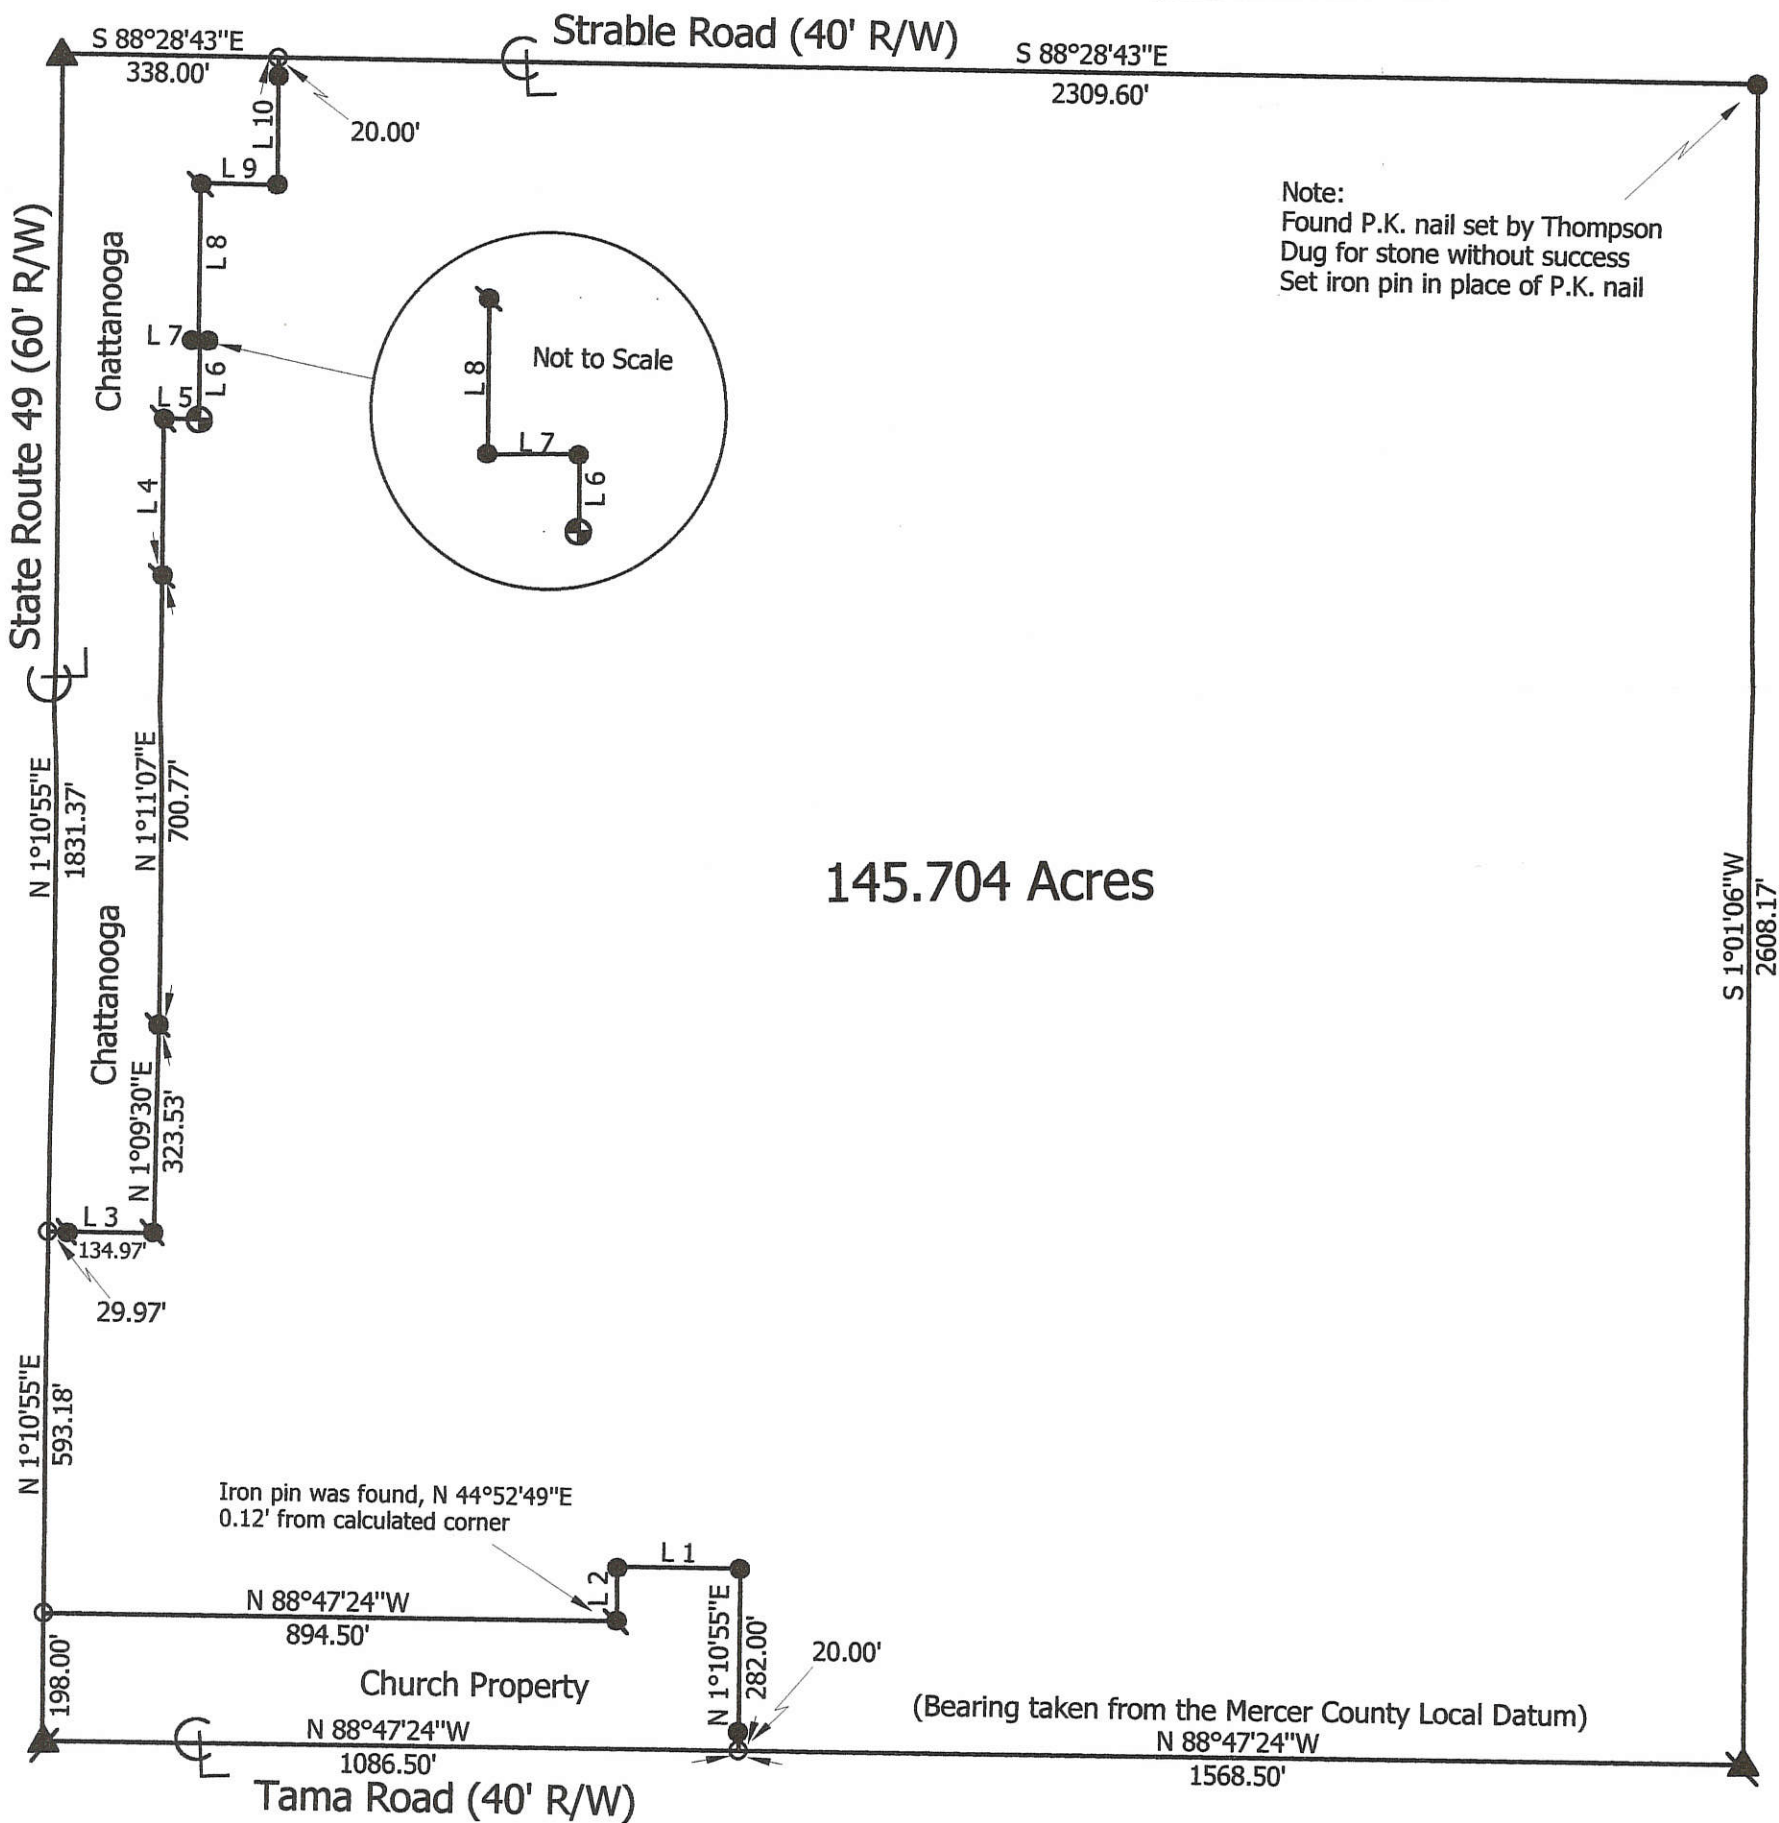 S 88°28'43"E
338.00'
Strable Road (40' R/W)
S 88°28'43"E
2309.60'
L 10
20.00'
L 9
Note:
Found P.K. nail set by Thompson
Dug for stone without success
Set iron pin in place of P.K. nail
State Route 49 (60' R/W)
Chattanooga
L 8
L 7
L 6
L 5
L 4
Not to Scale
L 8
L 7
L 6
N 1°10'55"E
1831.37'
N 1°11'07"E
700.77'
145.704 Acres
S 1°01'06"W
2608.17'
Chattanooga
N 1°09'30"E
323.53'
L 3
134.97'
29.97'
N 1°10'55"E
593.18'
Iron pin was found, N 44°52'49"E
0.12' from calculated corner
L 1
L 2
N 88°47'24"W
894.50'
N 1°10'55"E
282.00'
198.00'
20.00'
Church Property
(Bearing taken from the Mercer County Local Datum)
N 88°47'24"W
1086.50'
N 88°47'24"W
1568.50'
Tama Road (40' R/W)